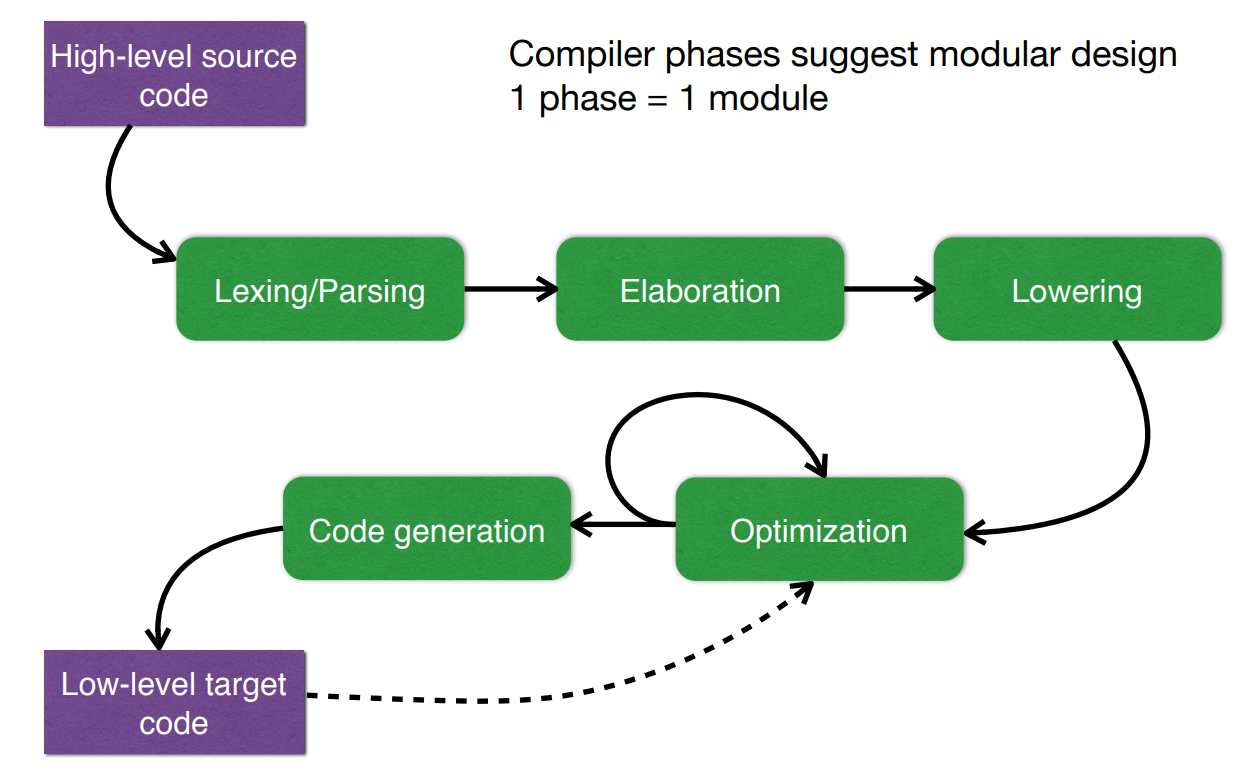 High-level source
code
Compiler phases suggest modular design
1 phase = 1 module
Lexing/Parsing
Elaboration
Lowering
Code generation
Optimization
Low-level target
code